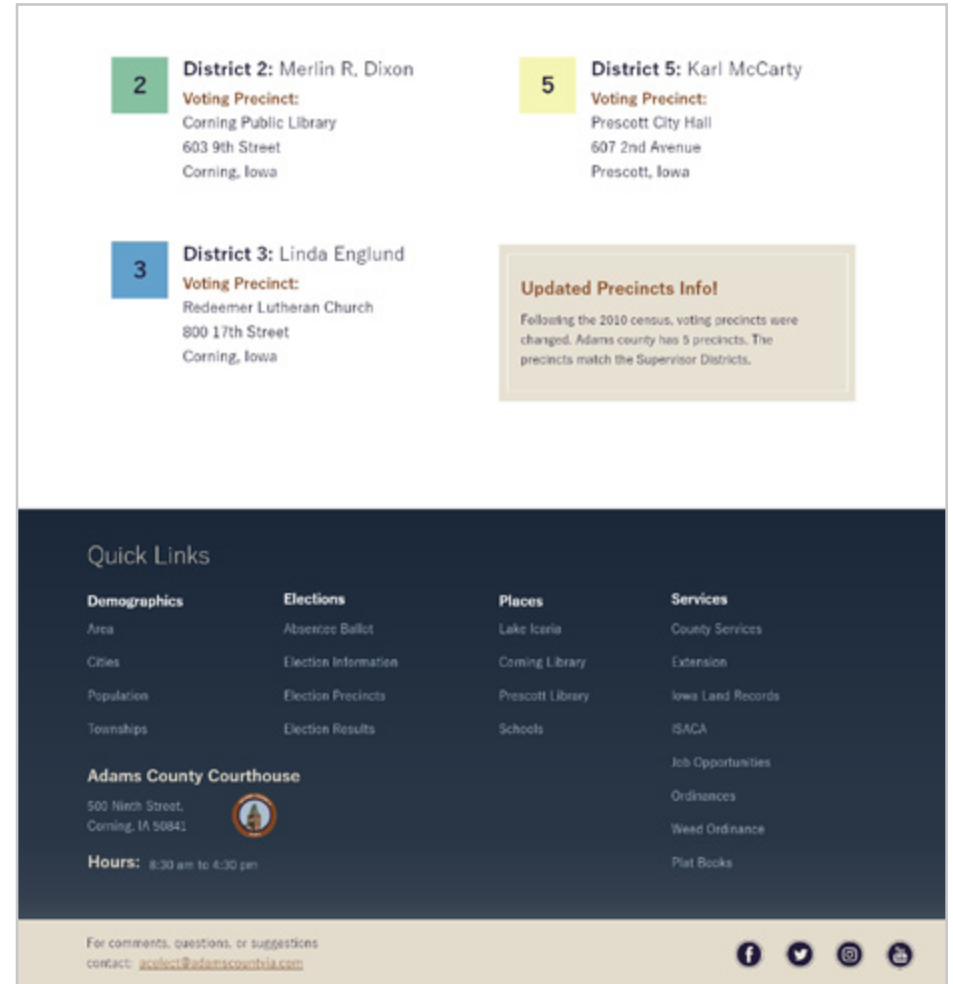 2
District 2: Merlin R. Dixon
Voting Precinct:
Corning Public Library
603 9th Street
Corning, Iowa
5
District 5: Karl McCarty
Voting Precinct:
Prescott City Hall
607 2nd Avenue
Prescott, Iowa
3
District 3: Linda Englund
Voting Precinct:
Redeemer Lutheran Church
800 17th Street
Corning, Iowa
Updated Precincts Info!
Following the 2010 census, voting precincts were
changed. Adams county has 5 precincts. The
precincts match the Supervisor Districts.
Quick Links
Demographics
Area
Cities
Population
Townships
Elections
Absentee Ballot
Election Information
Election Precincts
Election Results
Places
Lake Icaria
Corning Library
Prescott Library
Schools
Services
County Services
Extension
Iowa Land Records
ISACA
Job Opportunities
Ordinances
Weed Ordinance
Plat Books
Adams County Courthouse
500 Ninth Street,
Corning, IA 50841
Hours: 8:30 am to 4:30 pm
For comments, questions, or suggestions
contact: acelect@adamscountyia.com